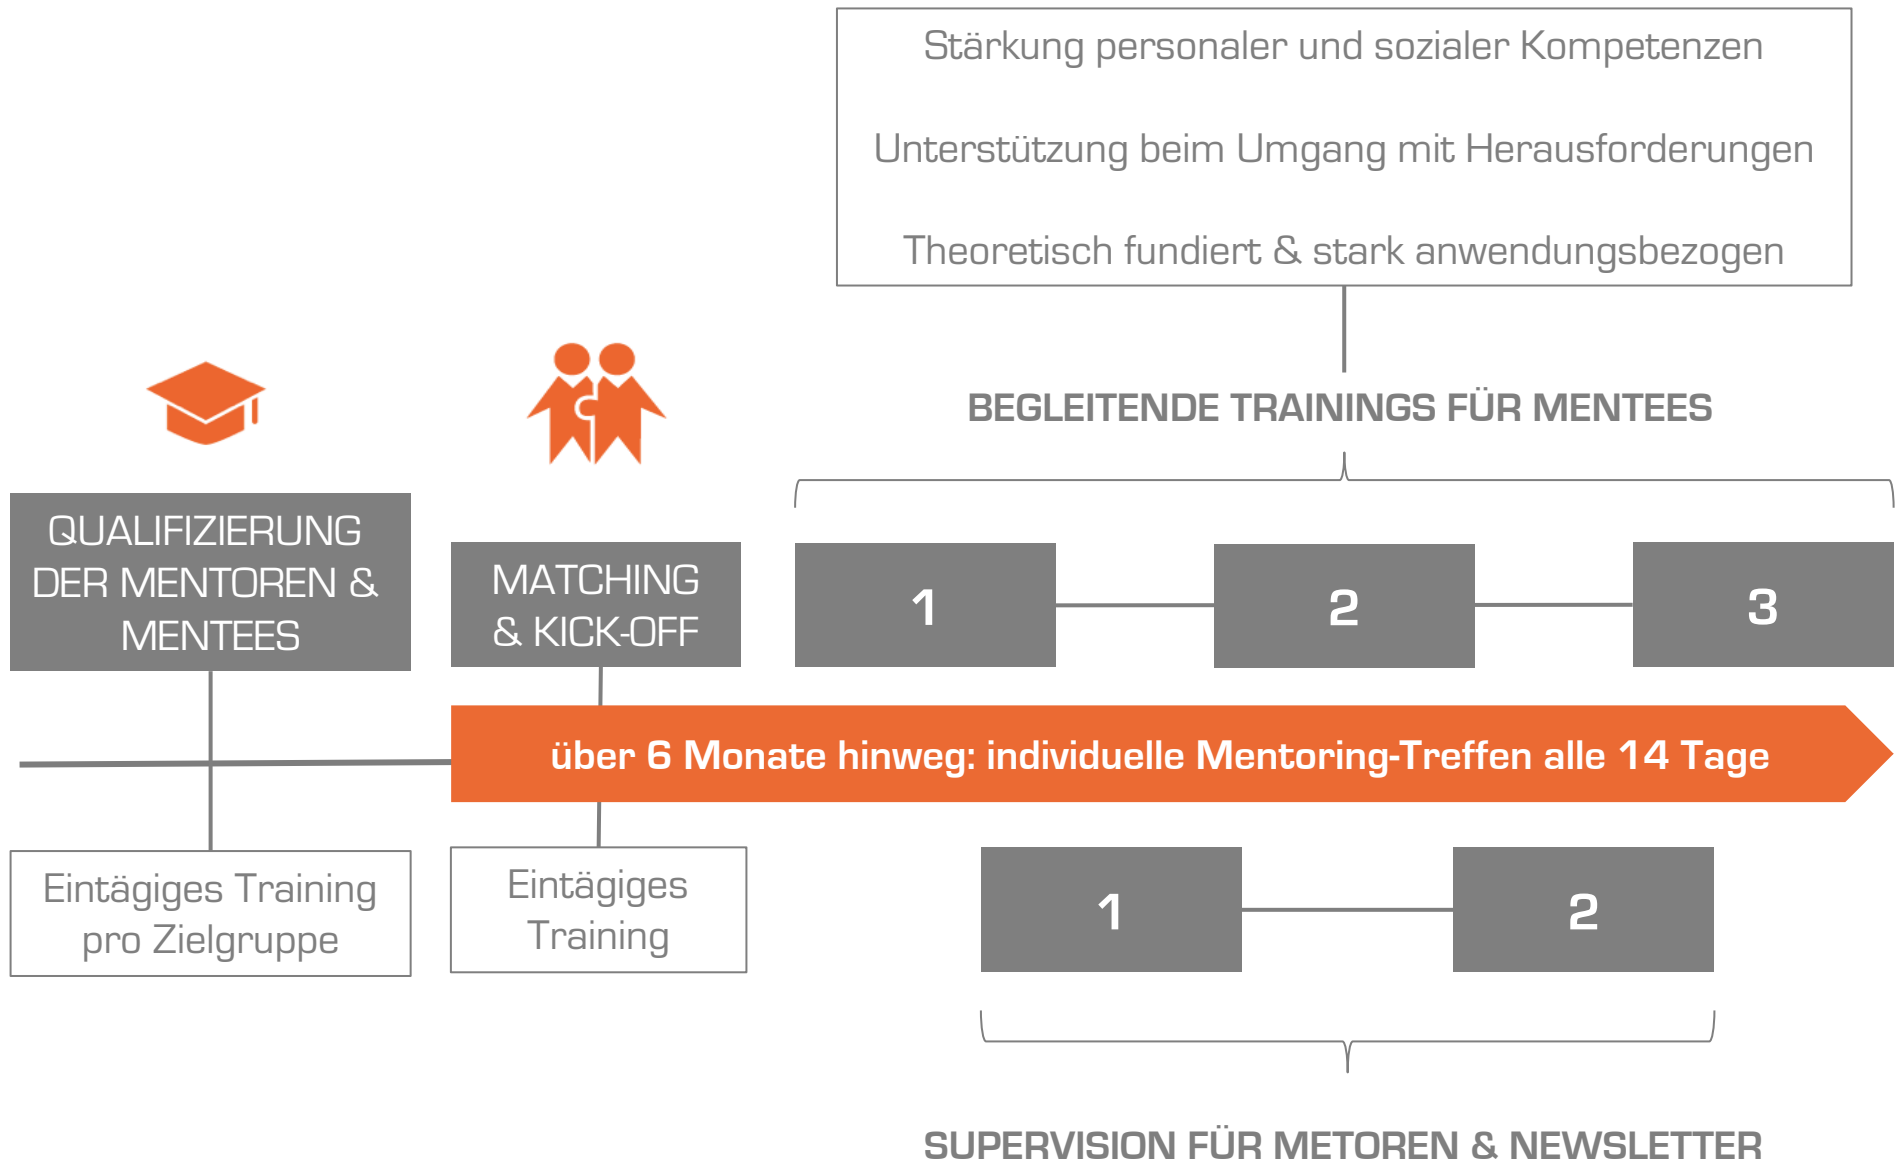 Stärkung personaler und sozialer Kompetenzen
Unterstützung beim Umgang mit Herausforderungen
Theoretisch fundiert & stark anwendungsbezogen
BEGLEITENDE TRAININGS FÜR MENTEES
QUALIFIZIERUNG
DER MENTOREN &
MENTEES
MATCHING
& KICK-OFF
1
2
3
über 6 Monate hinweg: individuelle Mentoring-Treffen alle 14 Tage
Eintägiges Training
pro Zielgruppe
Eintägiges
Training
1
2
SUPERVISION FÜR METOREN & NEWSLETTER